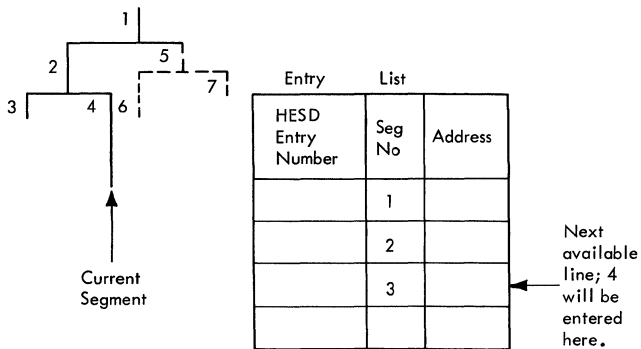 1
2
5
7
3
4
6
Current
Segment
Entry List
HESD
Entry
Number
Seg
No
Address
1
2
3
Next
available
line; 4
will be
entered
here.